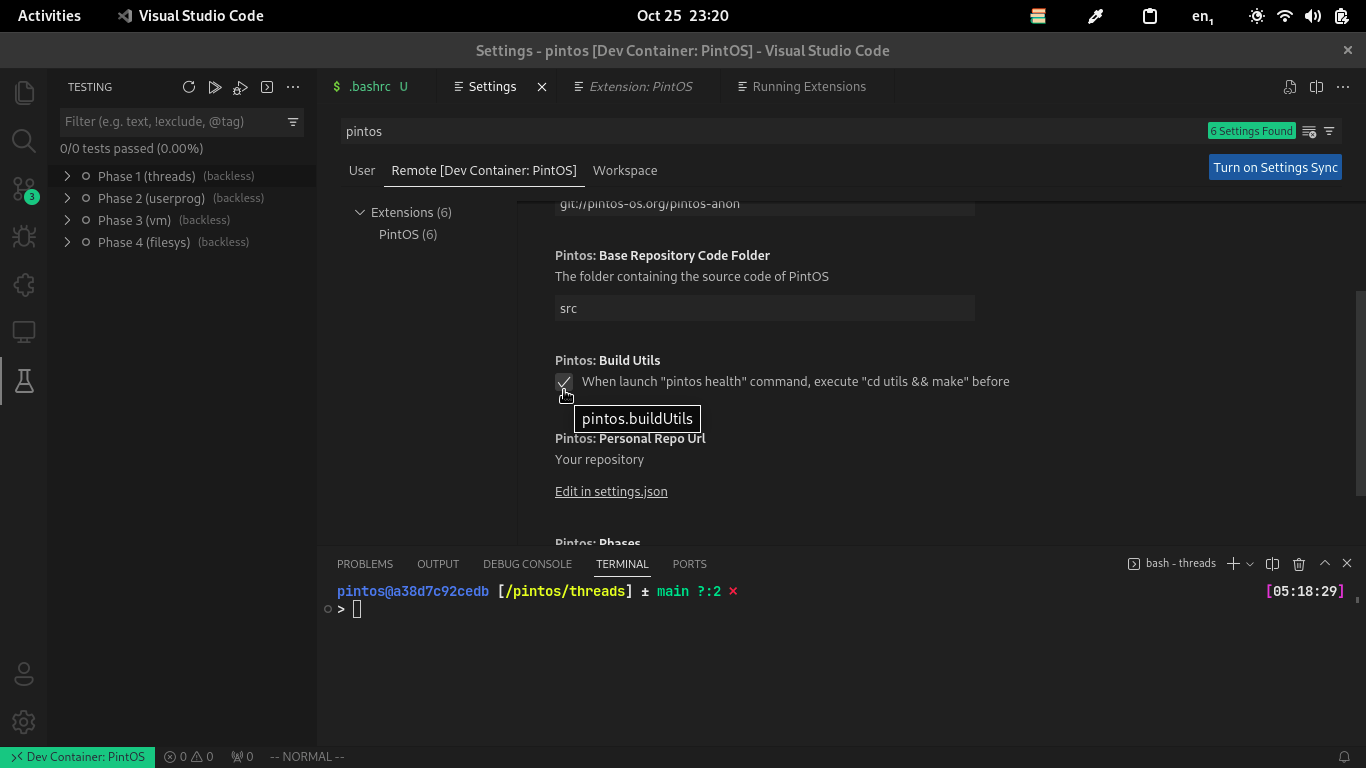 Activities Visual Studio Code Oct 25 23:20 en1
Settings - pintos [Dev Container: PintOS] - Visual Studio Code
TESTING
Filter (e.g. text, !exclude, @tag)
0/0 tests passed (0.00%)
Phase 1 (threads) (backless)
Phase 2 (userprog) (backless)
Phase 3 (vm) (backless)
Phase 4 (filesys) (backless)
3
$ .bashrc U Settings Extension: PintOS Running Extensions
pintos 6 Settings Found
User Remote [Dev Container: PintOS] Workspace Turn on Settings Sync
Extensions (6)
PintOS (6)
git://pintos-os.org/pintos-anon
Pintos: Base Repository Code Folder
The folder containing the source code of PintOS
src
Pintos: Build Utils
When launch "pintos health" command, execute "cd utils && make" before
pintos.buildUtils
Pintos: Personal Repo Url
Your repository
Edit in settings.json
Pintos: Phases
PROBLEMS OUTPUT DEBUG CONSOLE TERMINAL PORTS bash - threads
pintos@a38d7c92cedb [/pintos/threads] ± main ?:2 × [05:18:29]
>
Dev Container: PintOS 0 0 0 -- NORMAL --